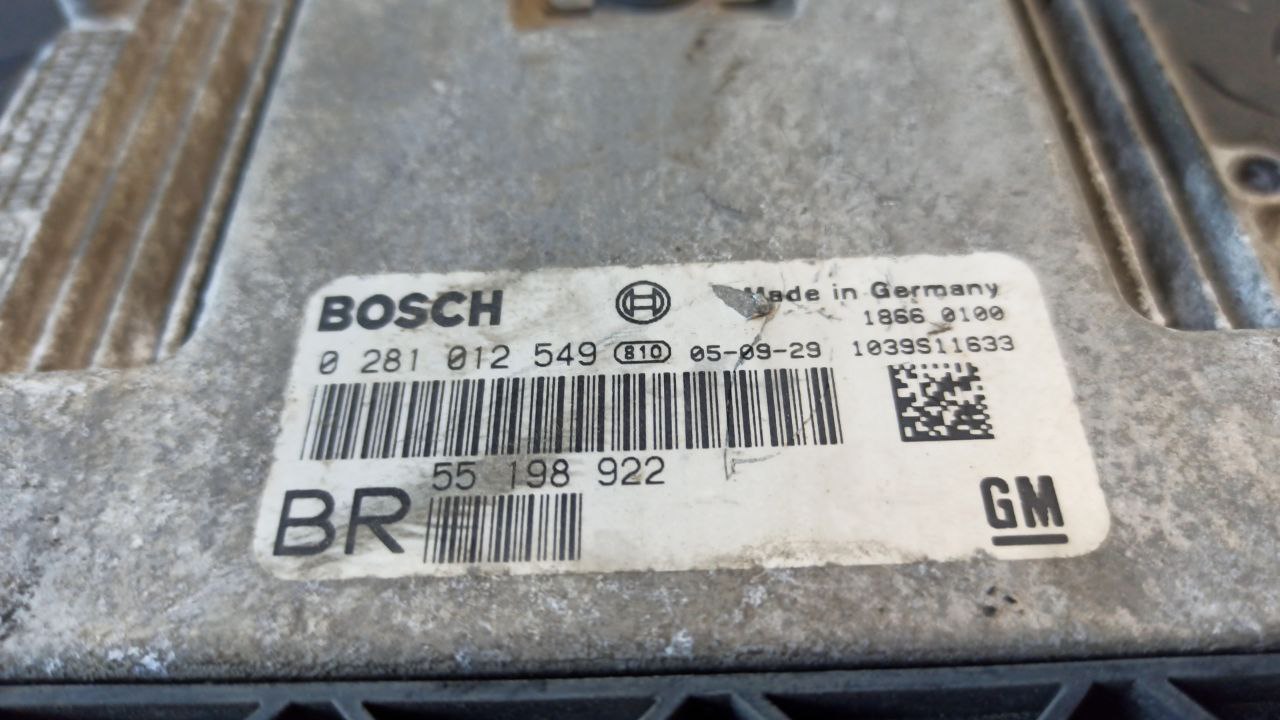 BOSCH
Made in Germany
1866 0100
0 281 012 549 810 05-09-29 1039S11633
55 198 922
BR
GM